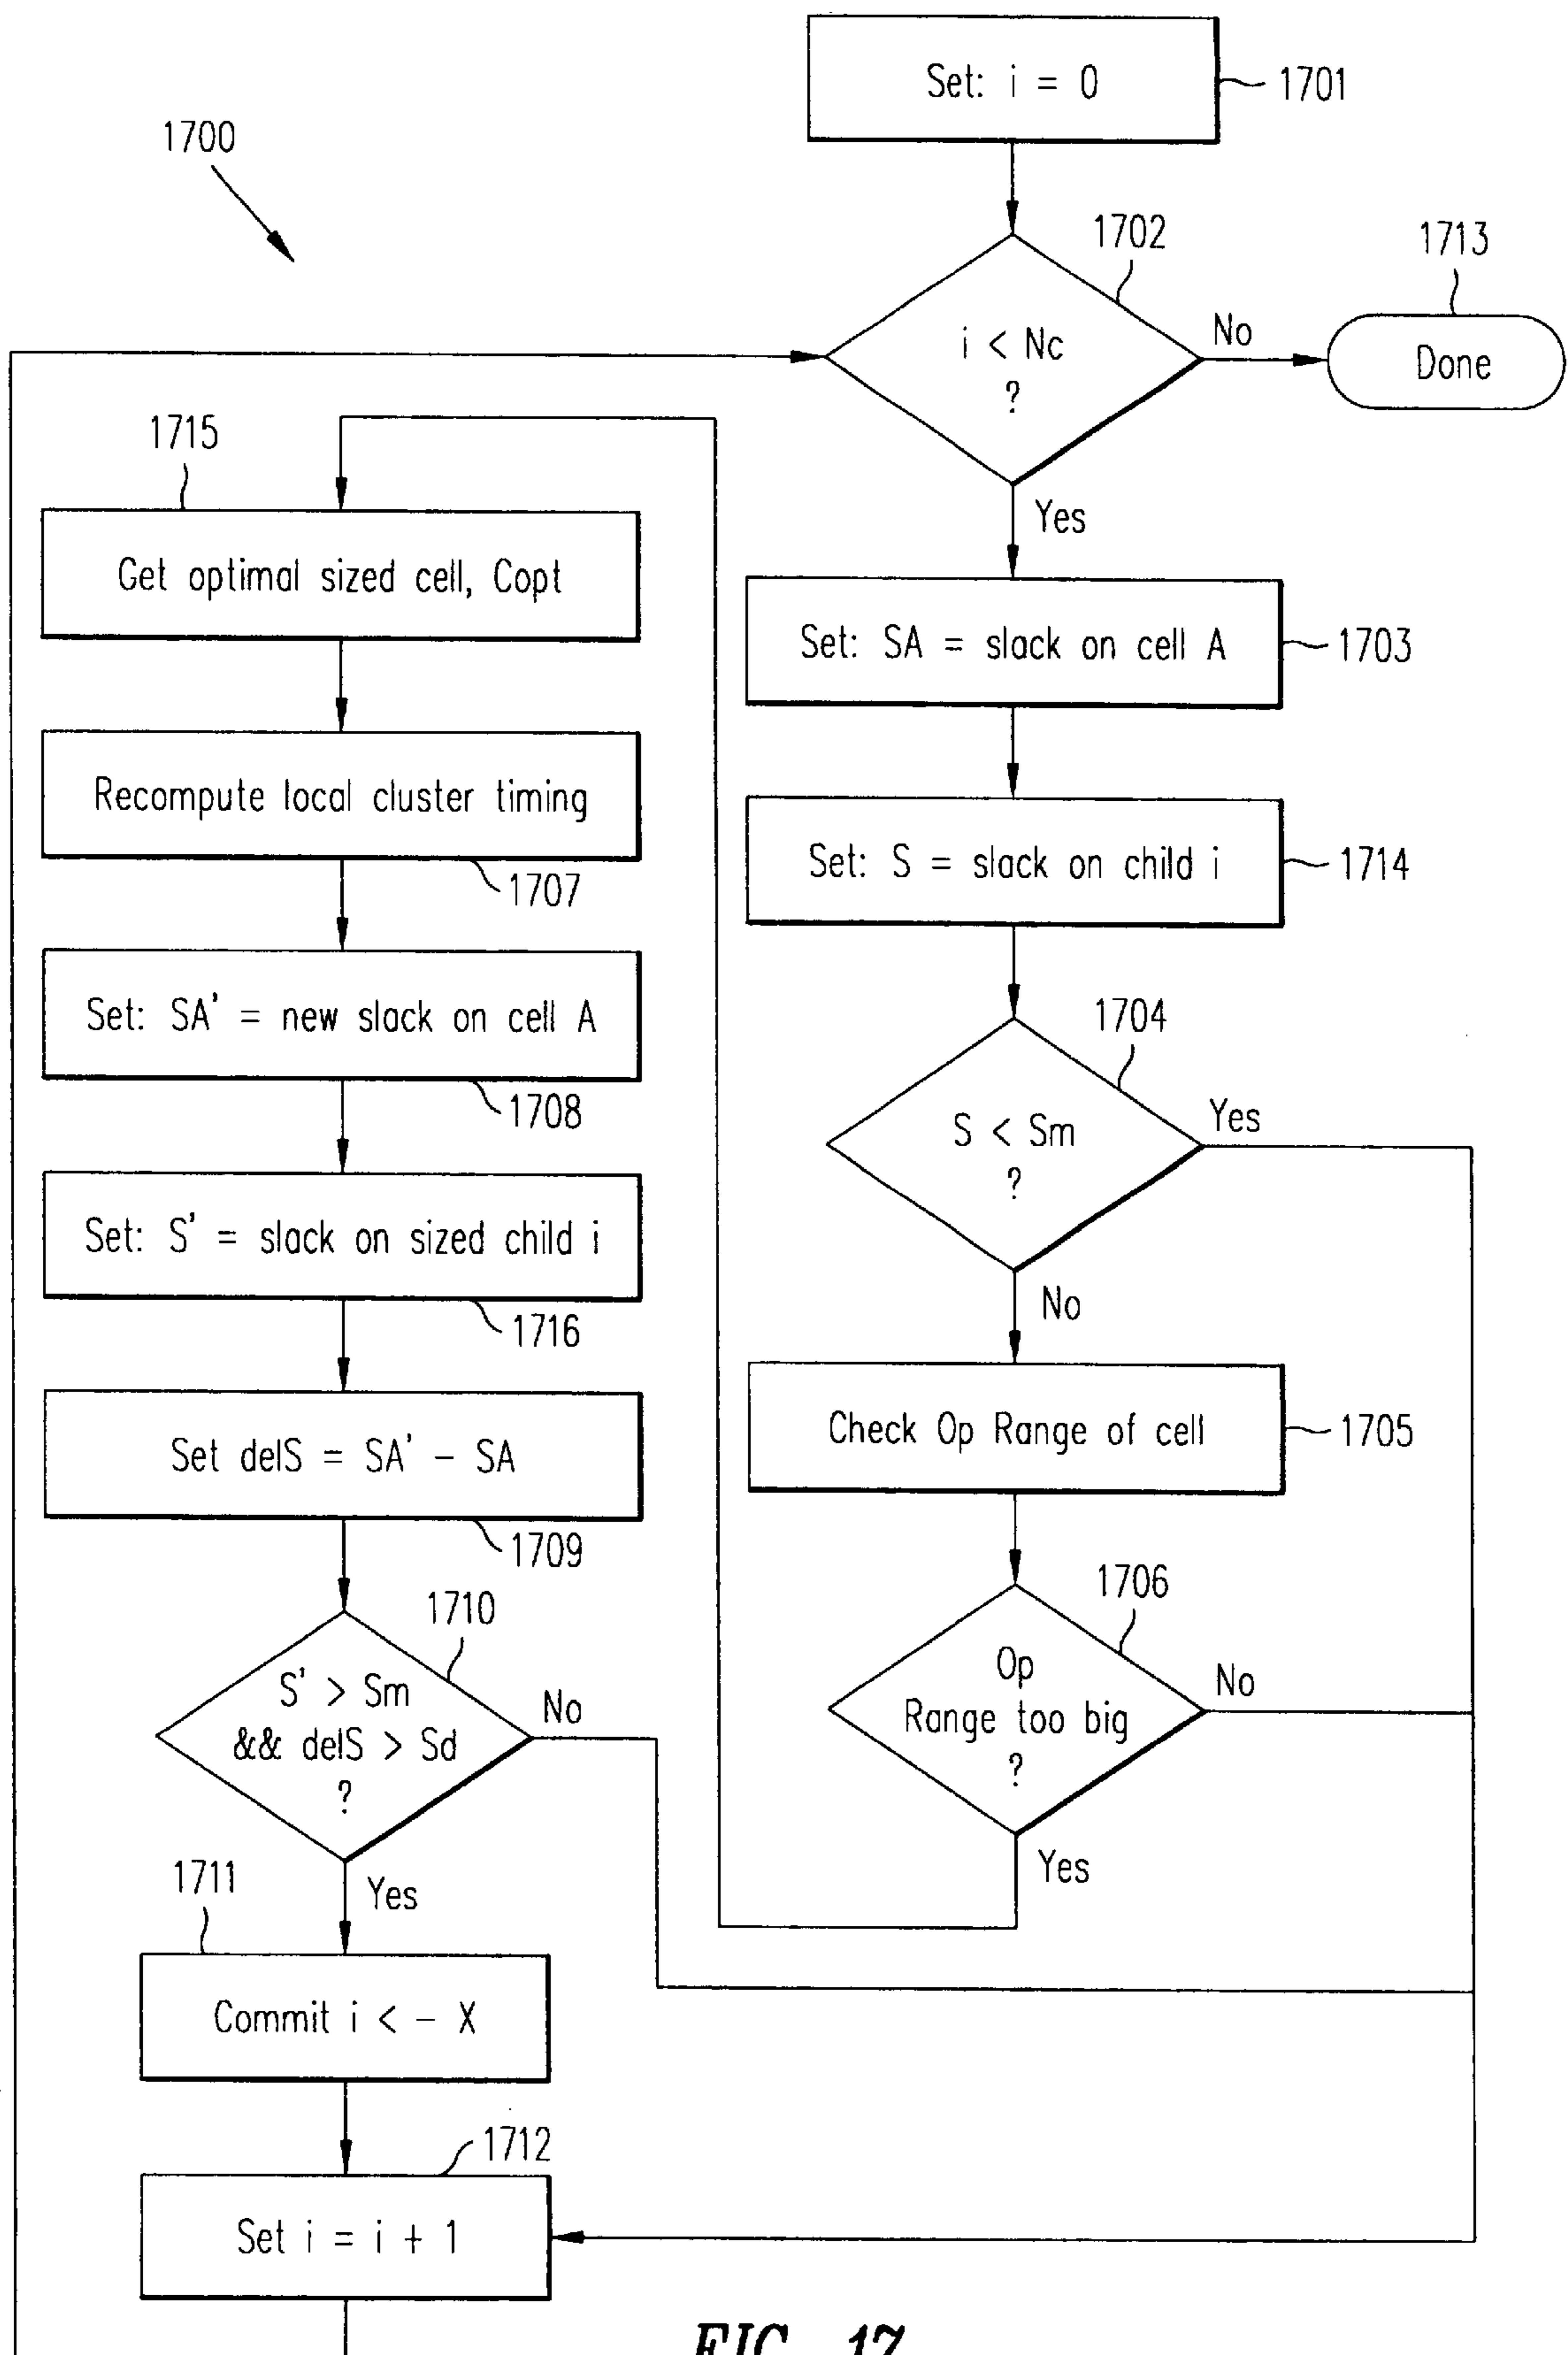 Set: i = 0
1701
1700
1702
i < Nc
?
No
1713
Done
Yes
Set: SA = slack on cell A
1703
Set: S = slack on child i
1714
1704
S < Sm
?
Yes
No
Check Op Range of cell
1705
1706
Op
Range too big
?
No
Yes
1715
Get optimal sized cell, Copt
Recompute local cluster timing
1707
Set: SA' = new slack on cell A
1708
Set: S' = slack on sized child i
1716
Set delS = SA' – SA
1709
1710
S' > Sm
&& delS > Sd
?
No
Yes
1711
Commit i < – X
1712
Set i = i + 1
FIG. 17